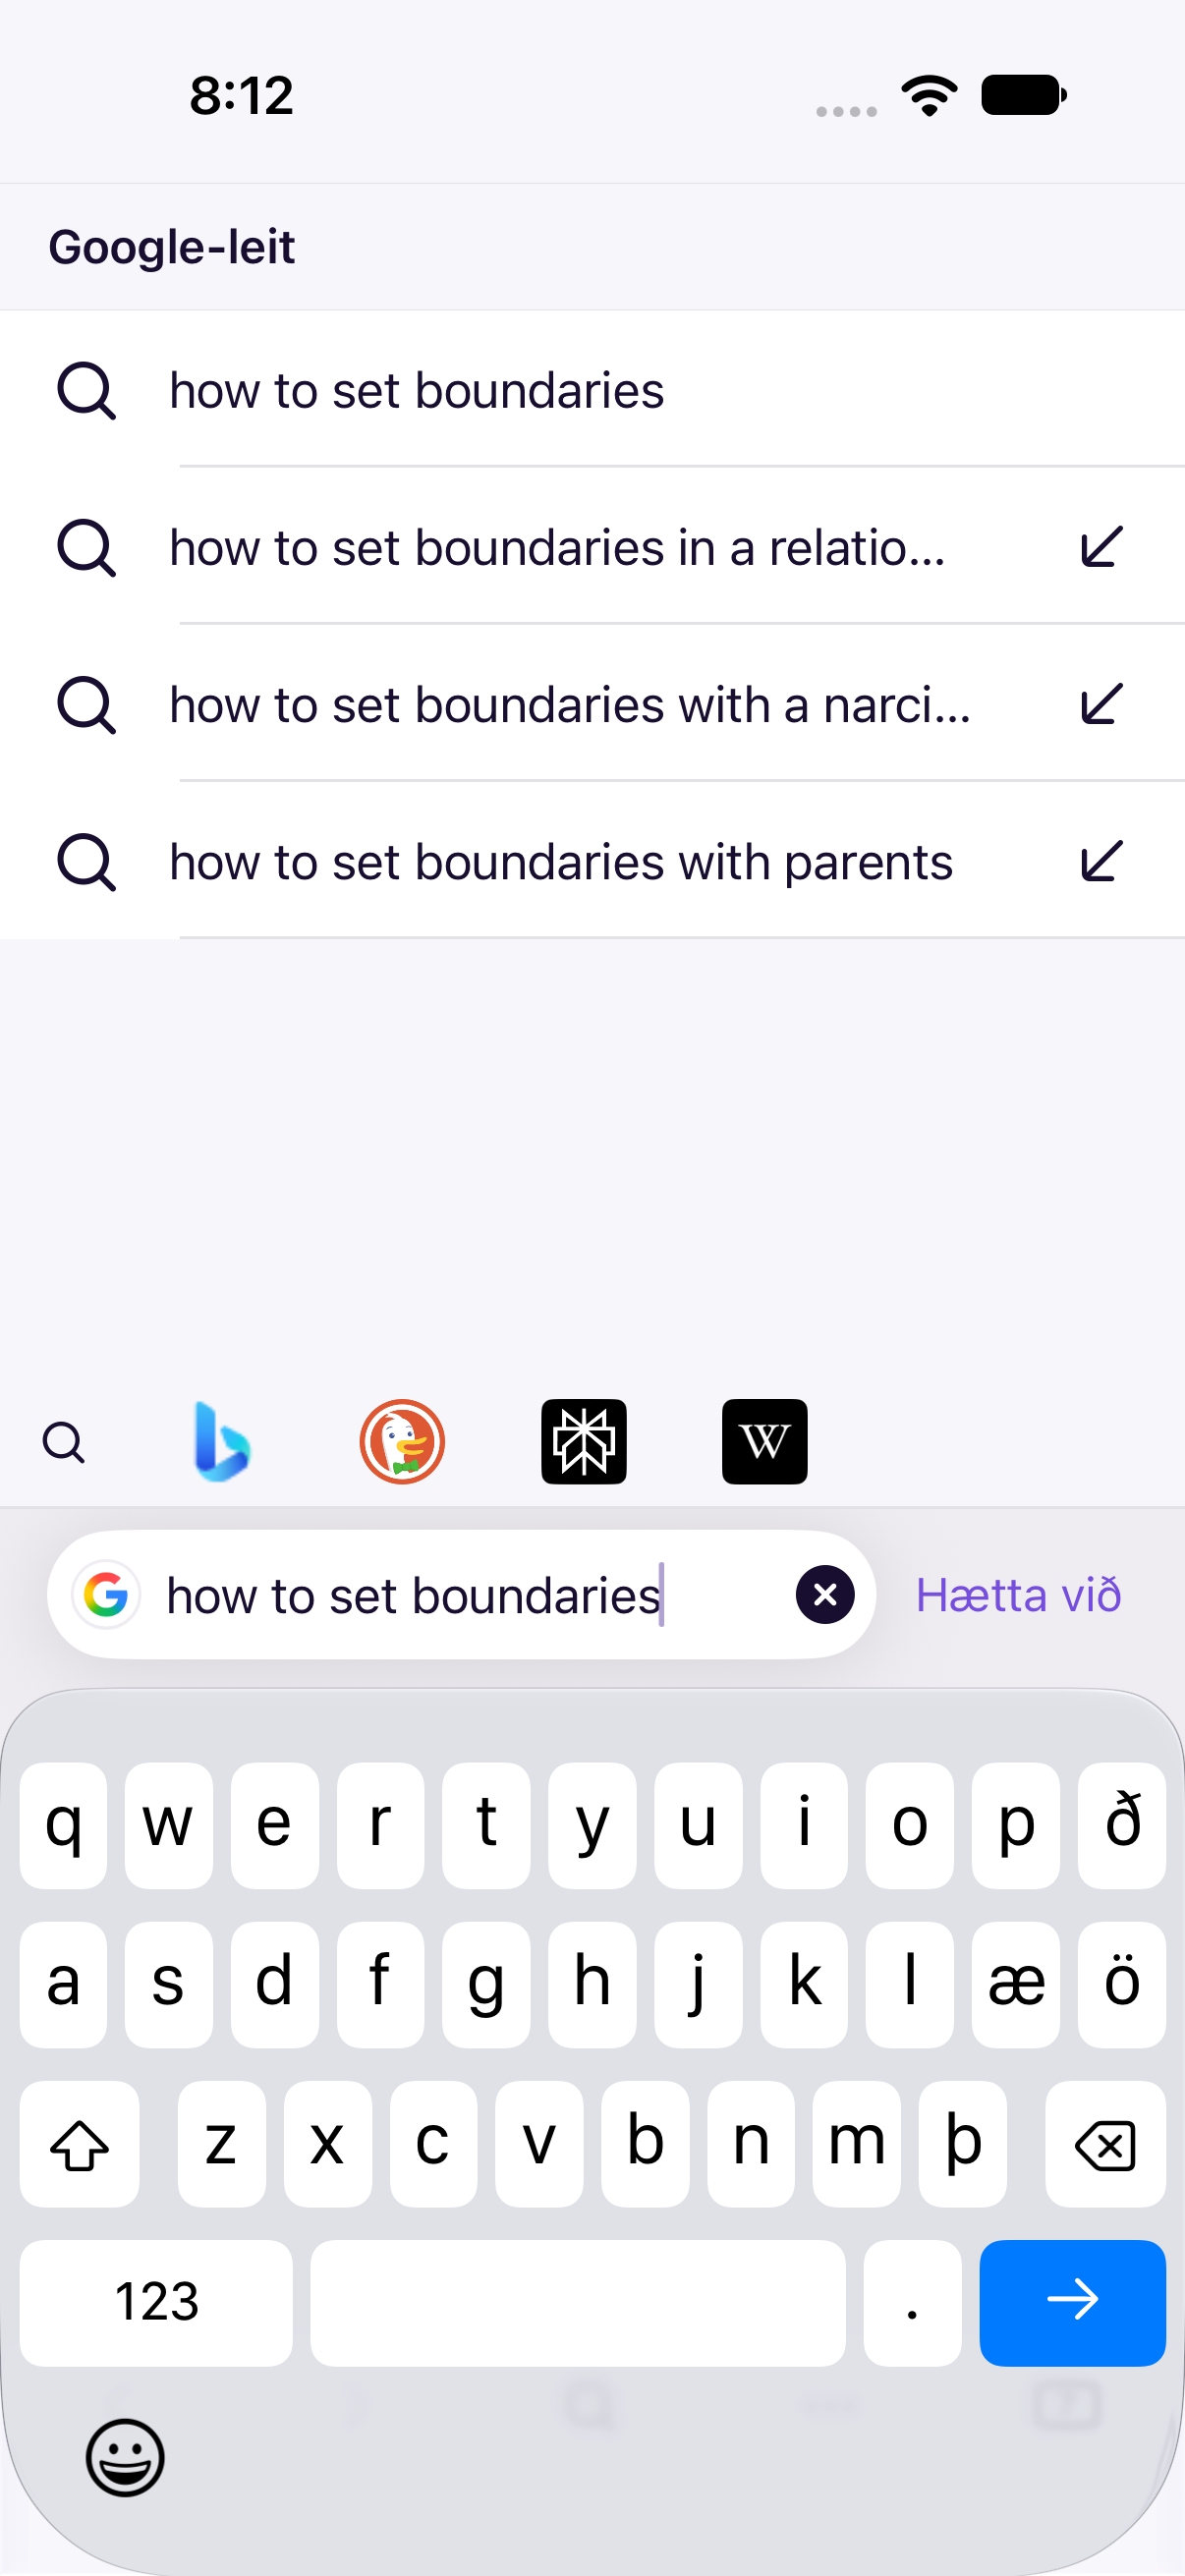 8:12
Google-leit
how to set boundaries
how to set boundaries in a relatio...
how to set boundaries with a narci...
how to set boundaries with parents
W
how to set boundaries
Hætta við
q w e r t y u i o p ð
a s d f g h j k l æ ö
z x c v b n m þ
123 .